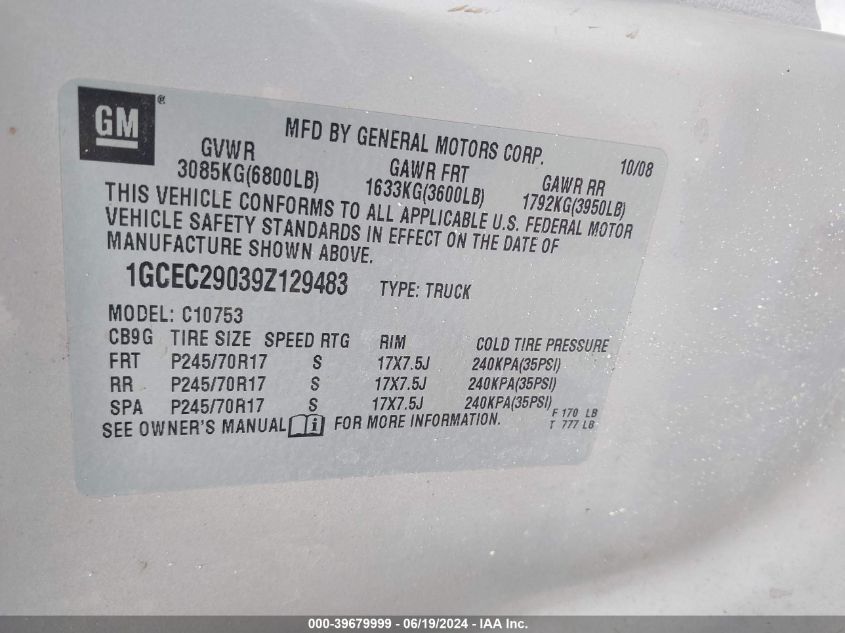 GM®
MFD BY GENERAL MOTORS CORP.
10/08
GVWR GAWR FRT GAWR RR
3085KG(6800LB) 1633KG(3600LB) 1792KG(3950LB)
THIS VEHICLE CONFORMS TO ALL APPLICABLE U.S. FEDERAL MOTOR
VEHICLE SAFETY STANDARDS IN EFFECT ON THE DATE OF
MANUFACTURE SHOWN ABOVE.
1GCEC29039Z129483 TYPE: TRUCK
MODEL: C10753
CB9G TIRE SIZE SPEED RTG RIM COLD TIRE PRESSURE
FRT P245/70R17 S 17X7.5J 240KPA(35PSI)
RR P245/70R17 S 17X7.5J 240KPA(35PSI)
SPA P245/70R17 S 17X7.5J 240KPA(35PSI)
SEE OWNER'S MANUAL i FOR MORE INFORMATION.
F 170 LB
T 777 LB
000-39679999 - 06/19/2024 - IAA Inc.